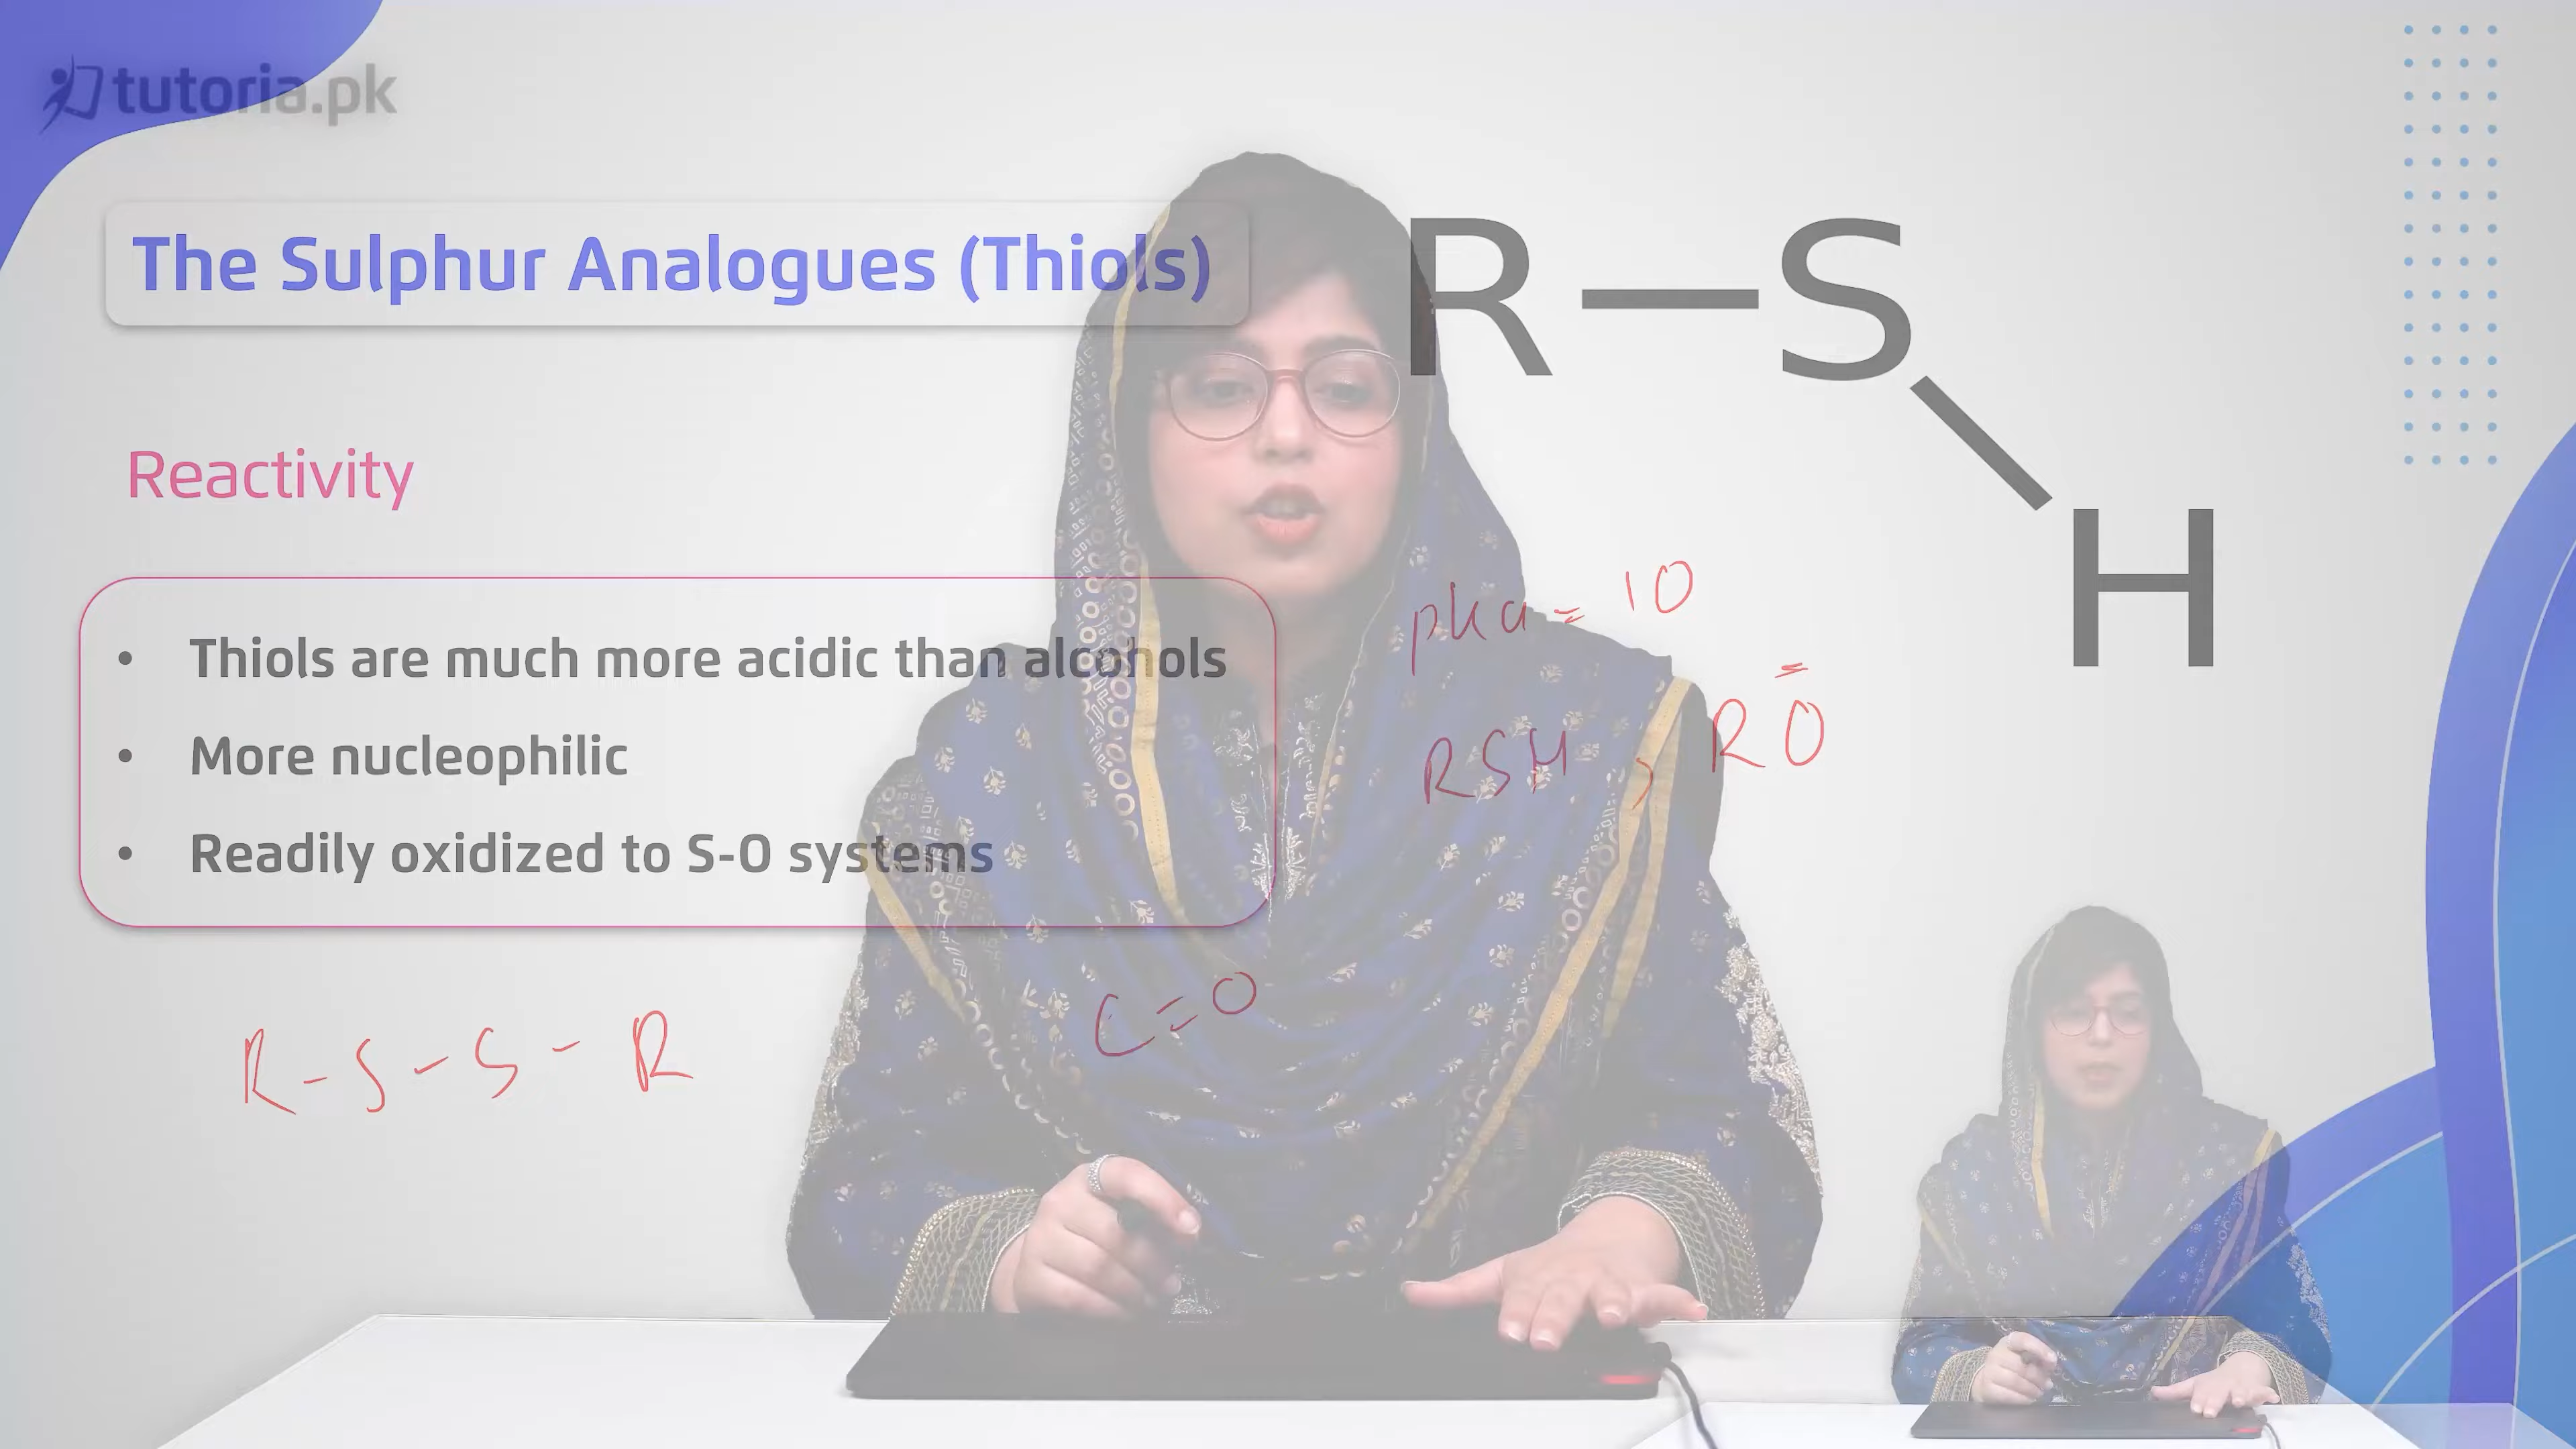 tutoria.pk
The Sulphur Analogues (Thiols)
R—S
H
Reactivity
pka = 10
• Thiols are much more acidic than alcohols
RSH , RO⁻
• More nucleophilic
• Readily oxidized to S-O systems
C=O
R-S-S-R